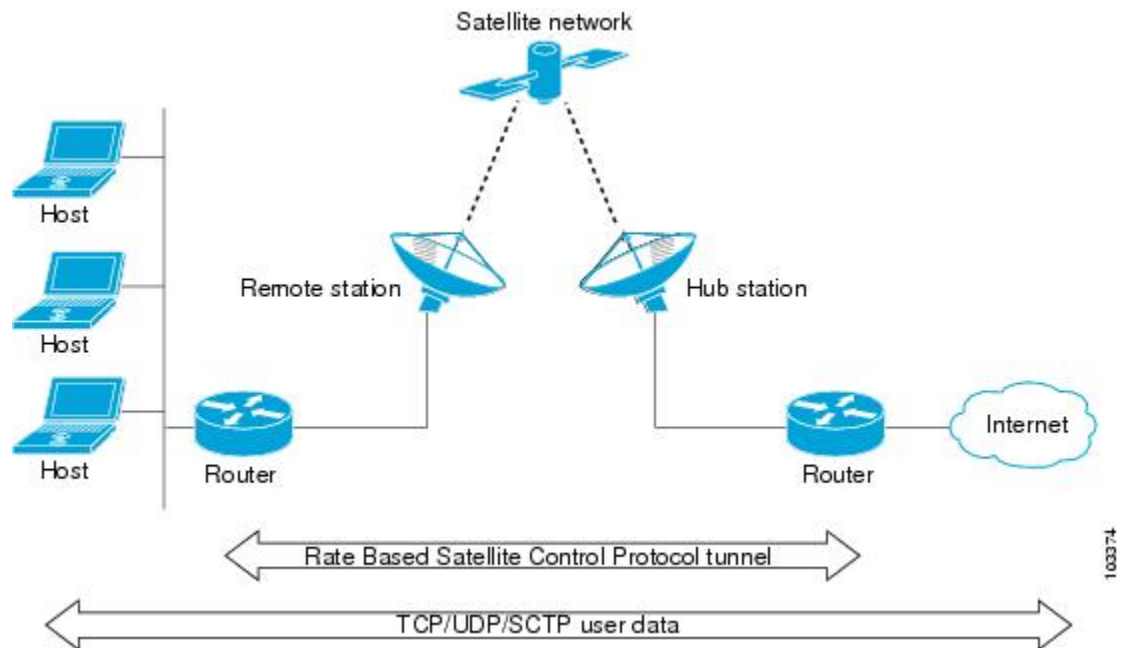 Satellite network
Host
Remote station
Hub station
Host
Internet
Host
Router
Router
Rate Based Satellite Control Protocol tunnel
TCP/UDP/SCTP user data
103374